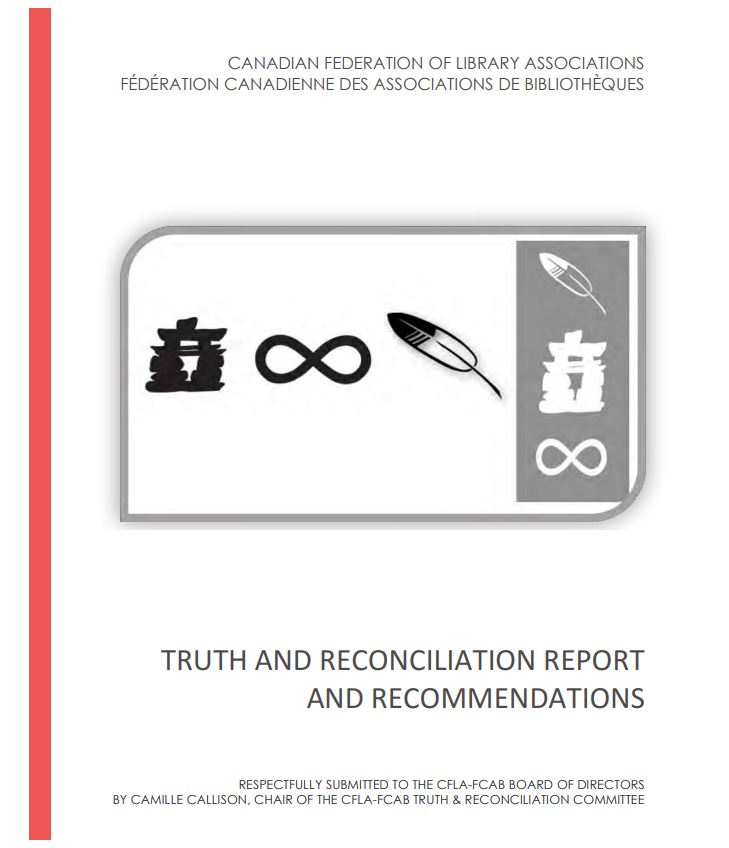 CANADIAN FEDERATION OF LIBRARY ASSOCIATIONS
FÉDÉRATION CANADIENNE DES ASSOCIATIONS DE BIBLIOTHÈQUES
TRUTH AND RECONCILIATION REPORT
AND RECOMMENDATIONS
RESPECTFULLY SUBMITTED TO THE CFLA-FCAB BOARD OF DIRECTORS
BY CAMILLE CALLISON, CHAIR OF THE CFLA-FCAB TRUTH & RECONCILIATION COMMITTEE